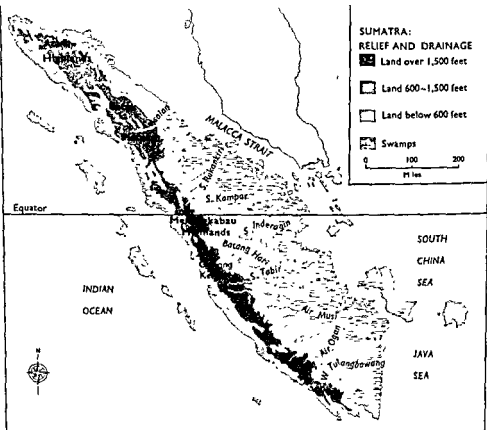 SUMATRA:
RELIEF AND DRAINAGE
Land over 1,500 feet
Land 600-1,500 feet
Land below 600 feet
Swamps
0 100 200
M les
Highlands
MALACCA STRAIT
S. Kampar
Equator
S. Inderagiri
Highlands
Batang Hari
S. Tabir
SOUTH
CHINA
SEA
INDIAN
OCEAN
Air Musi
Air Ogan
W. Tulangbawang
JAVA
SEA
N